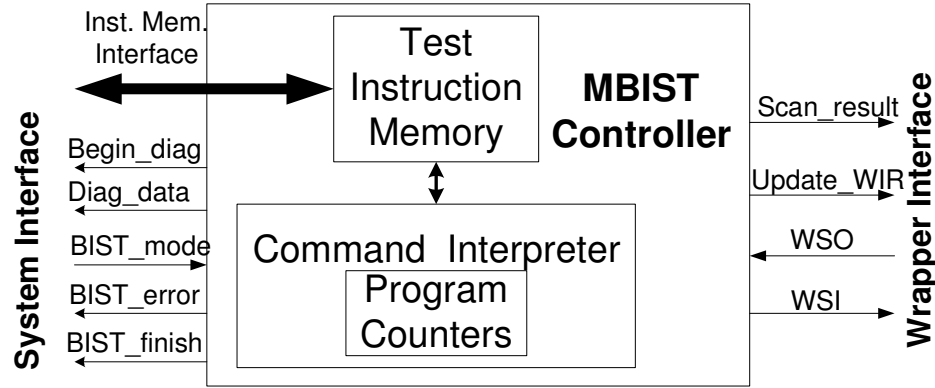 Inst. Mem.
Interface
Test
Instruction
Memory
MBIST
Controller
System Interface
Begin_diag
Diag_data
BIST_mode
BIST_error
BIST_finish
Command Interpreter
Program
Counters
Scan_result
Update_WIR
WSO
WSI
Wrapper Interface